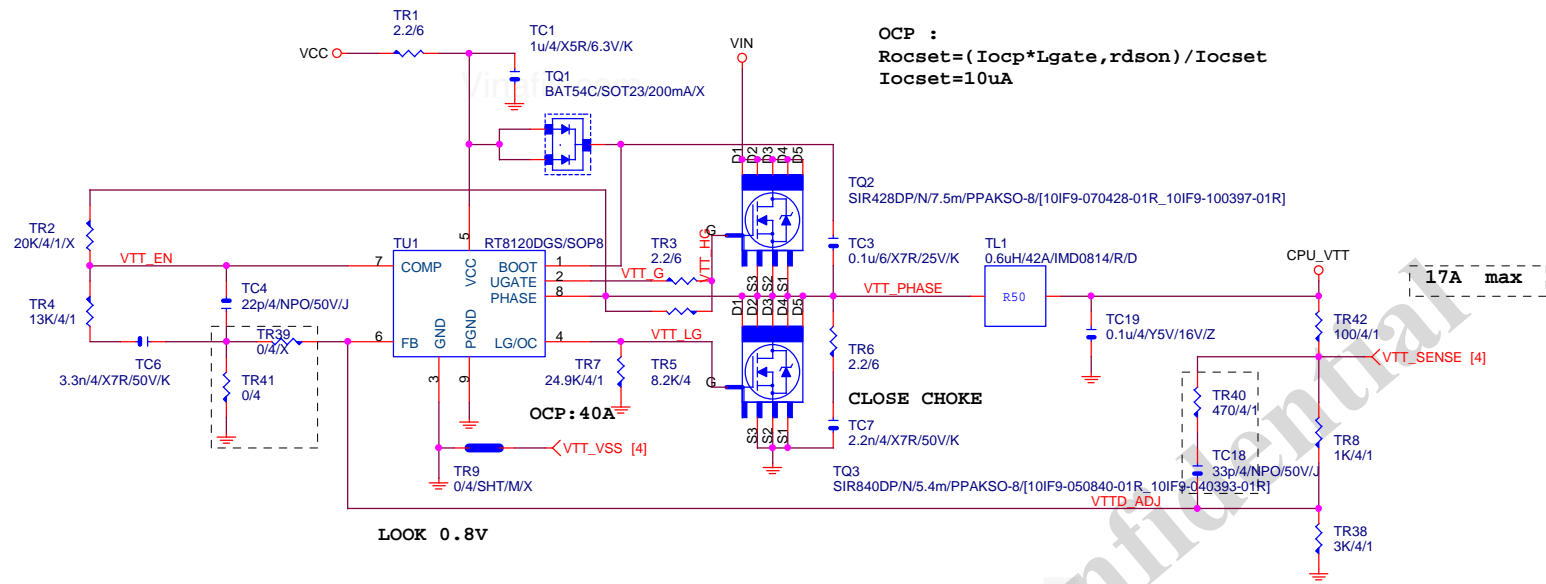 TR1
2.2/6
VCC
TC1
1u/4/X5R/6.3V/K
TQ1
BAT54C/SOT23/200mA/X
VIN
OCP :
Rocset=(Iocp*Lgate,rdson)/Iocset
Iocset=10uA
D1
D2
D3
D4
D5
TQ2
SIR428DP/N/7.5m/PPAKSO-8/[10IF9-070428-01R_10IF9-100397-01R]
G
S3
S2
S1
TR2
20K/4/1/X
VTT_EN
TR4
13K/4/1
TC4
22p/4/NPO/50V/J
TC6
3.3n/4/X7R/50V/K
TR39
0/4/X
TR41
0/4
TU1
RT8120DGS/SOP8
7
COMP
5
VCC
BOOT
1
UGATE
2
PHASE
8
6
FB
GND
PGND
LG/OC
4
3
9
TR3
2.2/6
VTT_G
VTT_HG
VTT_LG
TR7
24.9K/4/1
TR5
8.2K/4
OCP:40A
TC3
0.1u/6/X7R/25V/K
VTT_PHASE
TL1
0.6uH/42A/IMD0814/R/D
R50
CPU_VTT
17A max
TC19
0.1u/4/Y5V/16V/Z
TR42
100/4/1
VTT_SENSE [4]
D1
D2
D3
D4
D5
G
S3
S2
S1
TR6
2.2/6
CLOSE CHOKE
TC7
2.2n/4/X7R/50V/K
TR40
470/4/1
TR8
1K/4/1
TC18
33p/4/NPO/50V/J
VTT_VSS [4]
TR9
0/4/SHT/M/X
TQ3
SIR840DP/N/5.4m/PPAKSO-8/[10IF9-050840-01R_10IF9-040393-01R]
VTTD_ADJ
LOOK 0.8V
TR38
3K/4/1